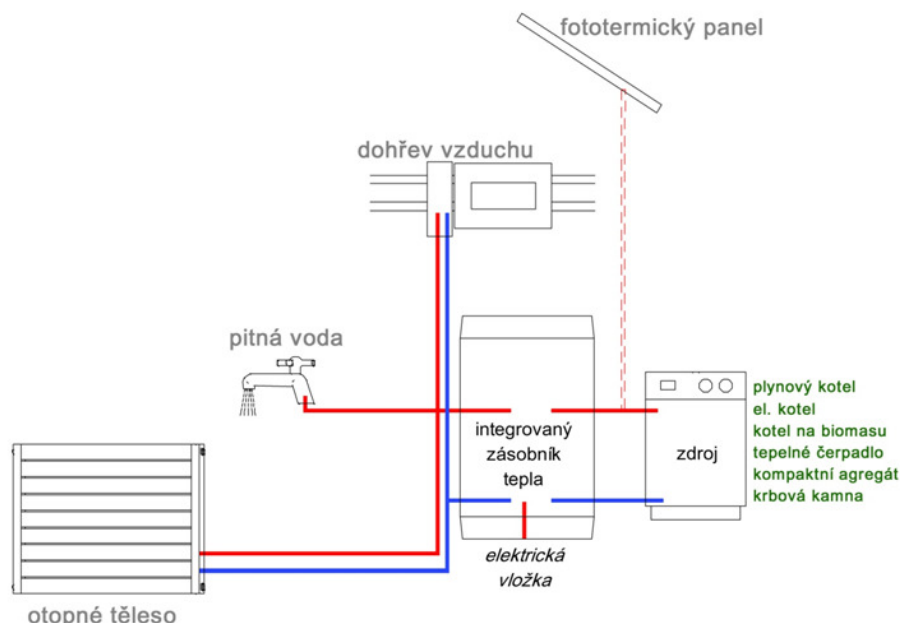 fototermický panel
dohřev vzduchu
pitná voda
integrovaný
zásobník
tepla
zdroj
plynový kotel
el. kotel
kotel na biomasu
tepelné čerpadlo
kompaktní agregát
krbová kamna
elektrická
vložka
otopné těleso